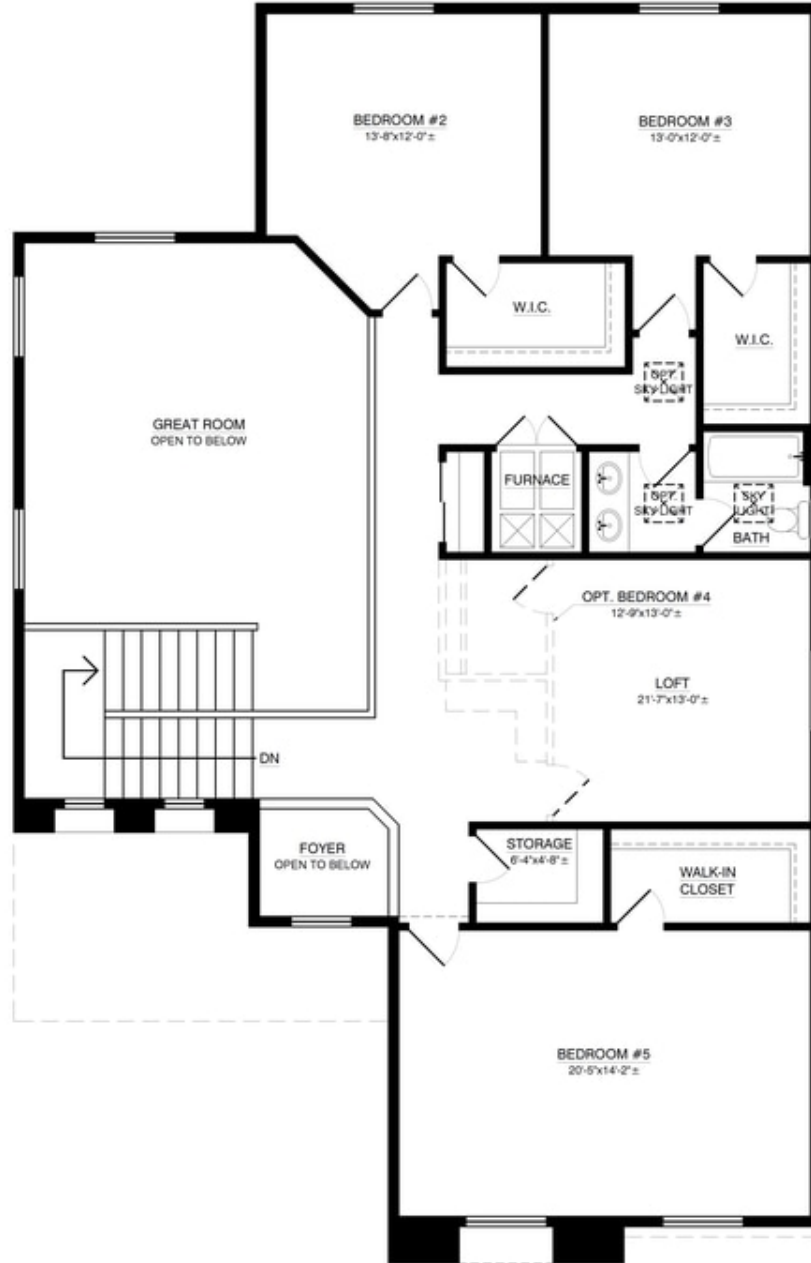 BEDROOM #2
13'-8"x12'-0"±
BEDROOM #3
13'-0"x12'-0"±
W.I.C.
W.I.C.
OPT.
SKY LIGHT
GREAT ROOM
OPEN TO BELOW
FURNACE
OPT.
SKY LIGHT
SKY
LIGHT
BATH
OPT. BEDROOM #4
12'-9"x13'-0"±
LOFT
21'-7"x13'-0"±
DN
FOYER
OPEN TO BELOW
STORAGE
6'-4"x4'-8"±
WALK-IN
CLOSET
BEDROOM #5
20'-5"x14'-2"±